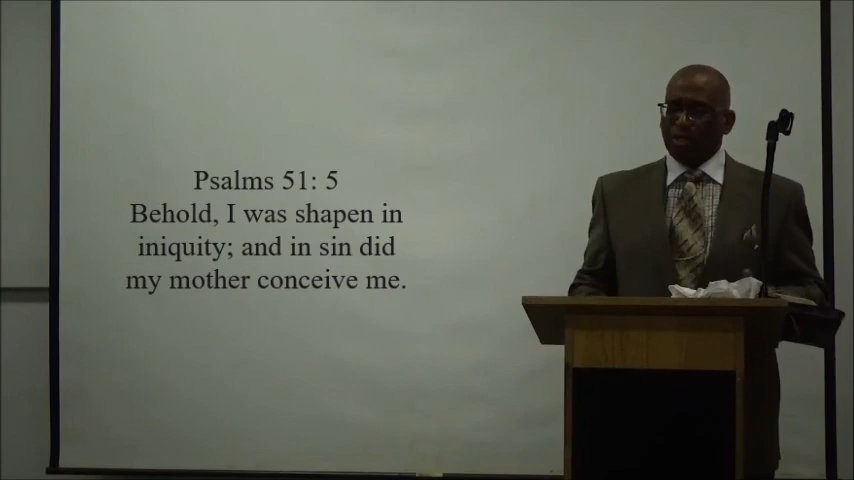 Psalms 51: 5
Behold, I was shapen in
iniquity; and in sin did
my mother conceive me.